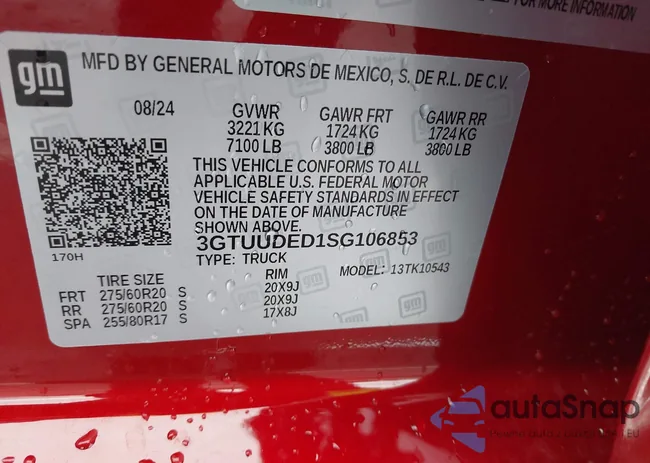 FOR MORE INFORMATION
gm
MFD BY GENERAL MOTORS DE MEXICO, S. DE R.L. DE C.V.
08/24 GVWR GAWR FRT GAWR RR
3221 KG 1724 KG 1724 KG
7100 LB 3800 LB 3800 LB
THIS VEHICLE CONFORMS TO ALL
APPLICABLE U.S. FEDERAL MOTOR
VEHICLE SAFETY STANDARDS IN EFFECT
ON THE DATE OF MANUFACTURE
SHOWN ABOVE.
3GTUUDED1SG106853
170H
TYPE: TRUCK MODEL: 13TK10543
TIRE SIZE RIM
FRT 275/60R20 S 20X9J
RR 275/60R20 S 20X9J
SPA 255/80R17 S 17X8J
autaSnap